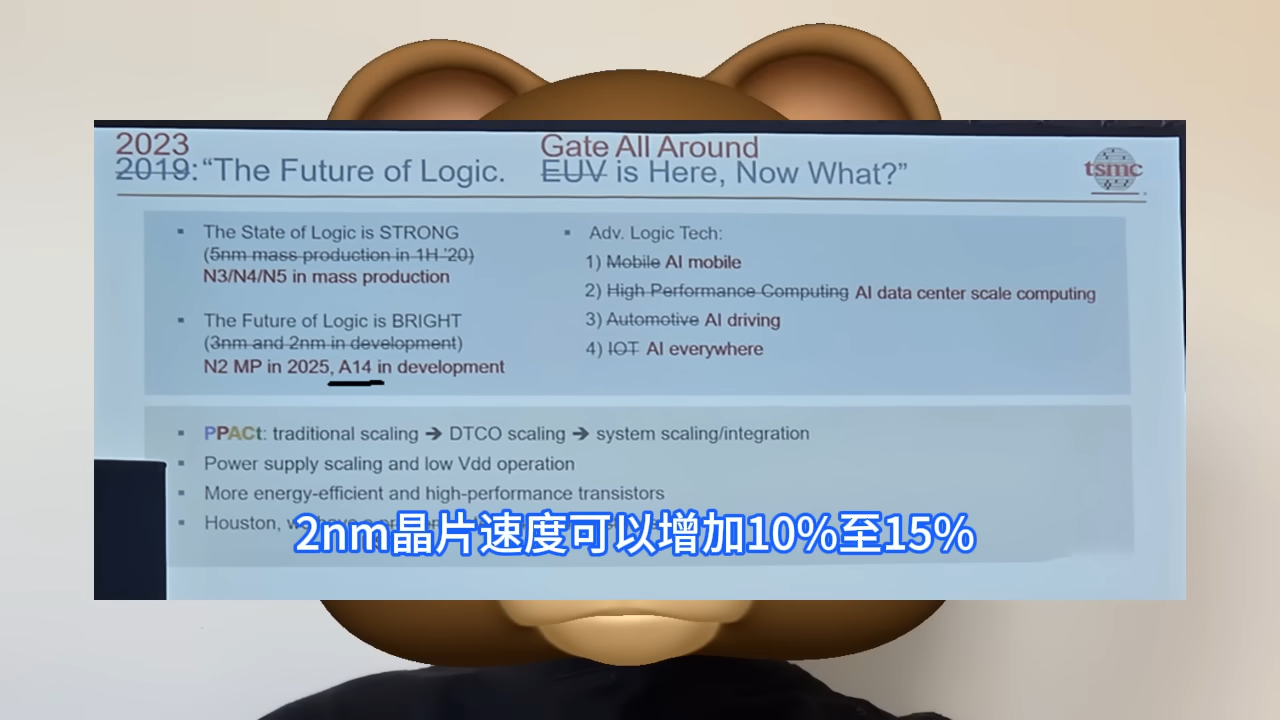 2023
2019: “The Future of Logic.
Gate All Around
EUV is Here, Now What?”
tsmc
▪ The State of Logic is STRONG
(5nm mass production in 1H ’20)
N3/N4/N5 in mass production
▪ The Future of Logic is BRIGHT
(3nm and 2nm in development)
N2 MP in 2025, A14 in development
▪ Adv. Logic Tech:
1) Mobile AI mobile
2) High Performance Computing AI data center scale computing
3) Automotive AI driving
4) IOT AI everywhere
▪ PPACt: traditional scaling ➔ DTCO scaling ➔ system scaling/integration
▪ Power supply scaling and low Vdd operation
▪ More energy-efficient and high-performance transistors
▪ Houston,
2nm晶片速度可以增加10%至15%